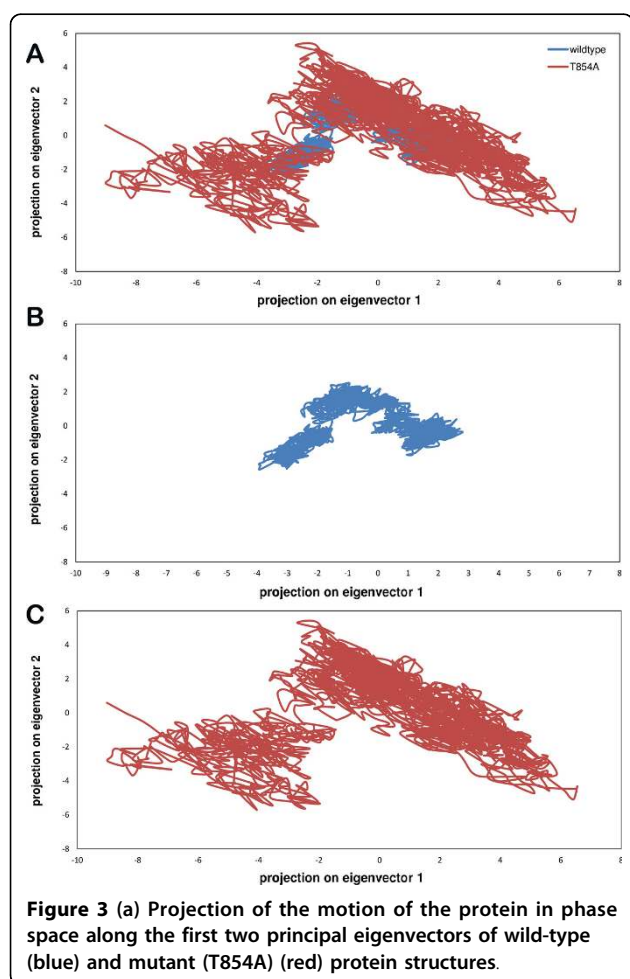 A
6
4
2
0
-2
-4
-6
-8
projection on eigenvector 2
wildtype
T854A
-10 -8 -6 -4 -2 0 2 4 6 8
projection on eigenvector 1
B
6
4
2
0
-2
-4
-6
-8
projection on eigenvector 2
-10 -9 -8 -7 -6 -5 -4 -3 -2 -1 0 1 2 3 4 5 6 7 8
projection on eigenvector 1
C
6
4
2
0
-2
-4
-6
-8
projection on eigenvector 2
-10 -8 -6 -4 -2 0 2 4 6 8
projection on eigenvector 1
Figure 3 (a) Projection of the motion of the protein in phase
space along the first two principal eigenvectors of wild-type
(blue) and mutant (T854A) (red) protein structures.